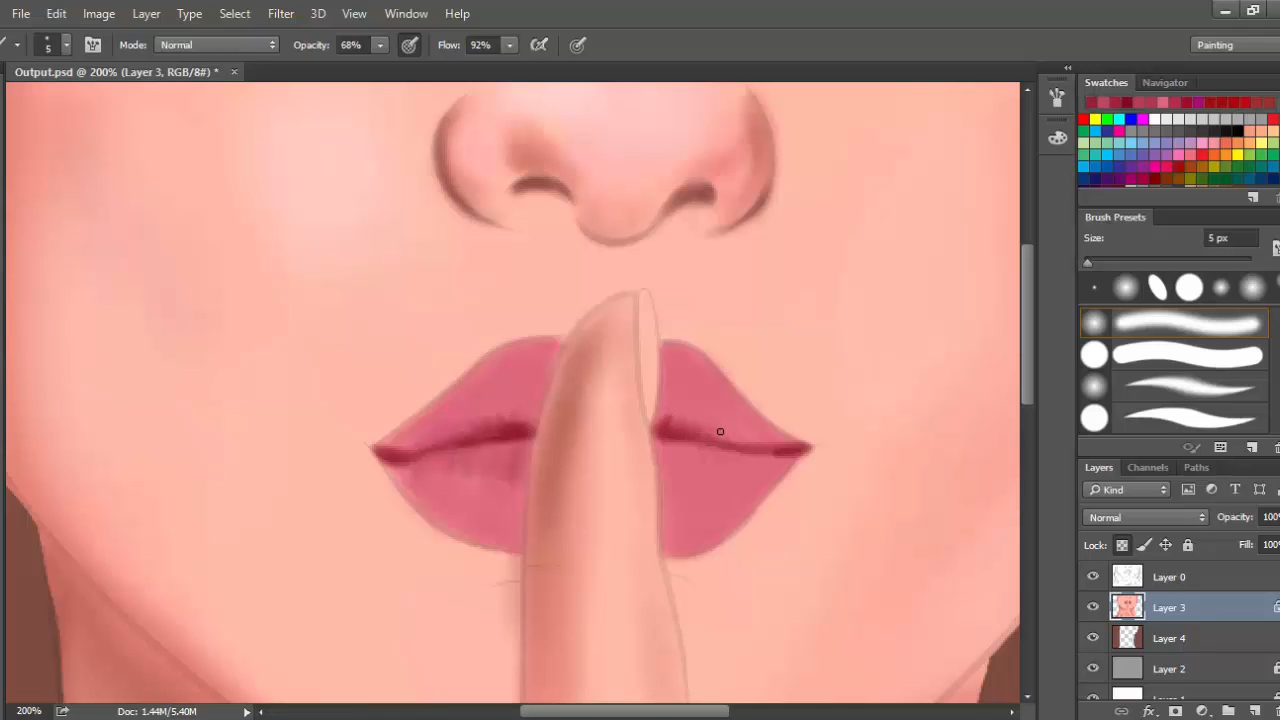 File Edit Image Layer Type Select Filter 3D View Window Help
5 Mode: Normal Opacity: 68% Flow: 92% Painting
Output.psd @ 200% (Layer 3, RGB/8#) * ×
Swatches Navigator
Brush Presets
Size: 5 px
Layers Channels Paths
Kind
Normal Opacity: 100%
Lock: Fill: 100%
Layer 0
Layer 3
Layer 4
Layer 2
200% Doc: 1.44M/5.40M